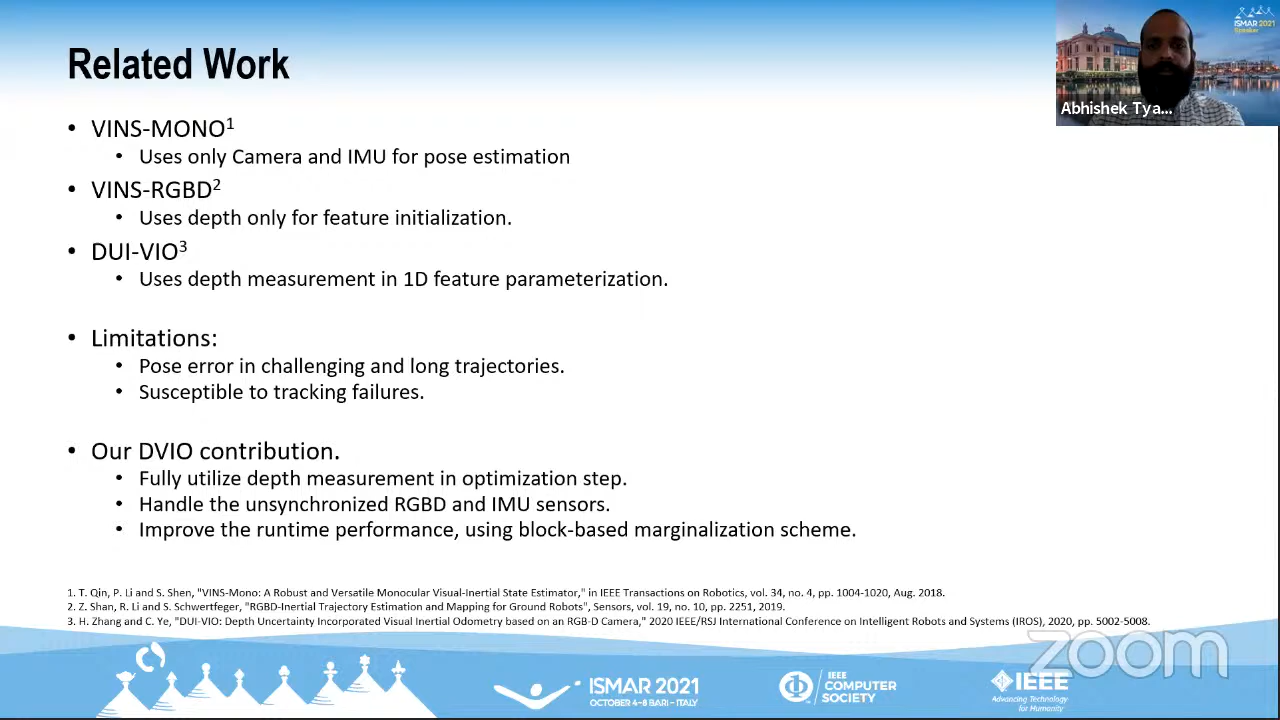 Related Work
• VINS-MONO1
• Uses only Camera and IMU for pose estimation
• VINS-RGBD2
• Uses depth only for feature initialization.
• DUI-VIO3
• Uses depth measurement in 1D feature parameterization.
• Limitations:
• Pose error in challenging and long trajectories.
• Susceptible to tracking failures.
• Our DVIO contribution.
• Fully utilize depth measurement in optimization step.
• Handle the unsynchronized RGBD and IMU sensors.
• Improve the runtime performance, using block-based marginalization scheme.
1. T. Qin, P. Li and S. Shen, "VINS-Mono: A Robust and Versatile Monocular Visual-Inertial State Estimator," in IEEE Transactions on Robotics, vol. 34, no. 4, pp. 1004-1020, Aug. 2018.
2. Z. Shan, R. Li and S. Schwertfeger, "RGBD-Inertial Trajectory Estimation and Mapping for Ground Robots", Sensors, vol. 19, no. 10, pp. 2251, 2019.
3. H. Zhang and C. Ye, "DUI-VIO: Depth Uncertainty Incorporated Visual Inertial Odometry based on an RGB-D Camera," 2020 IEEE/RSJ International Conference on Intelligent Robots and Systems (IROS), 2020, pp. 5002-5008.
ISMAR 2021
Speaker
Abhishek Tya...
zoom
ISMAR 2021
OCTOBER 4-8 BARI - ITALY
IEEE
COMPUTER
SOCIETY
IEEE
Advancing Technology
for Humanity